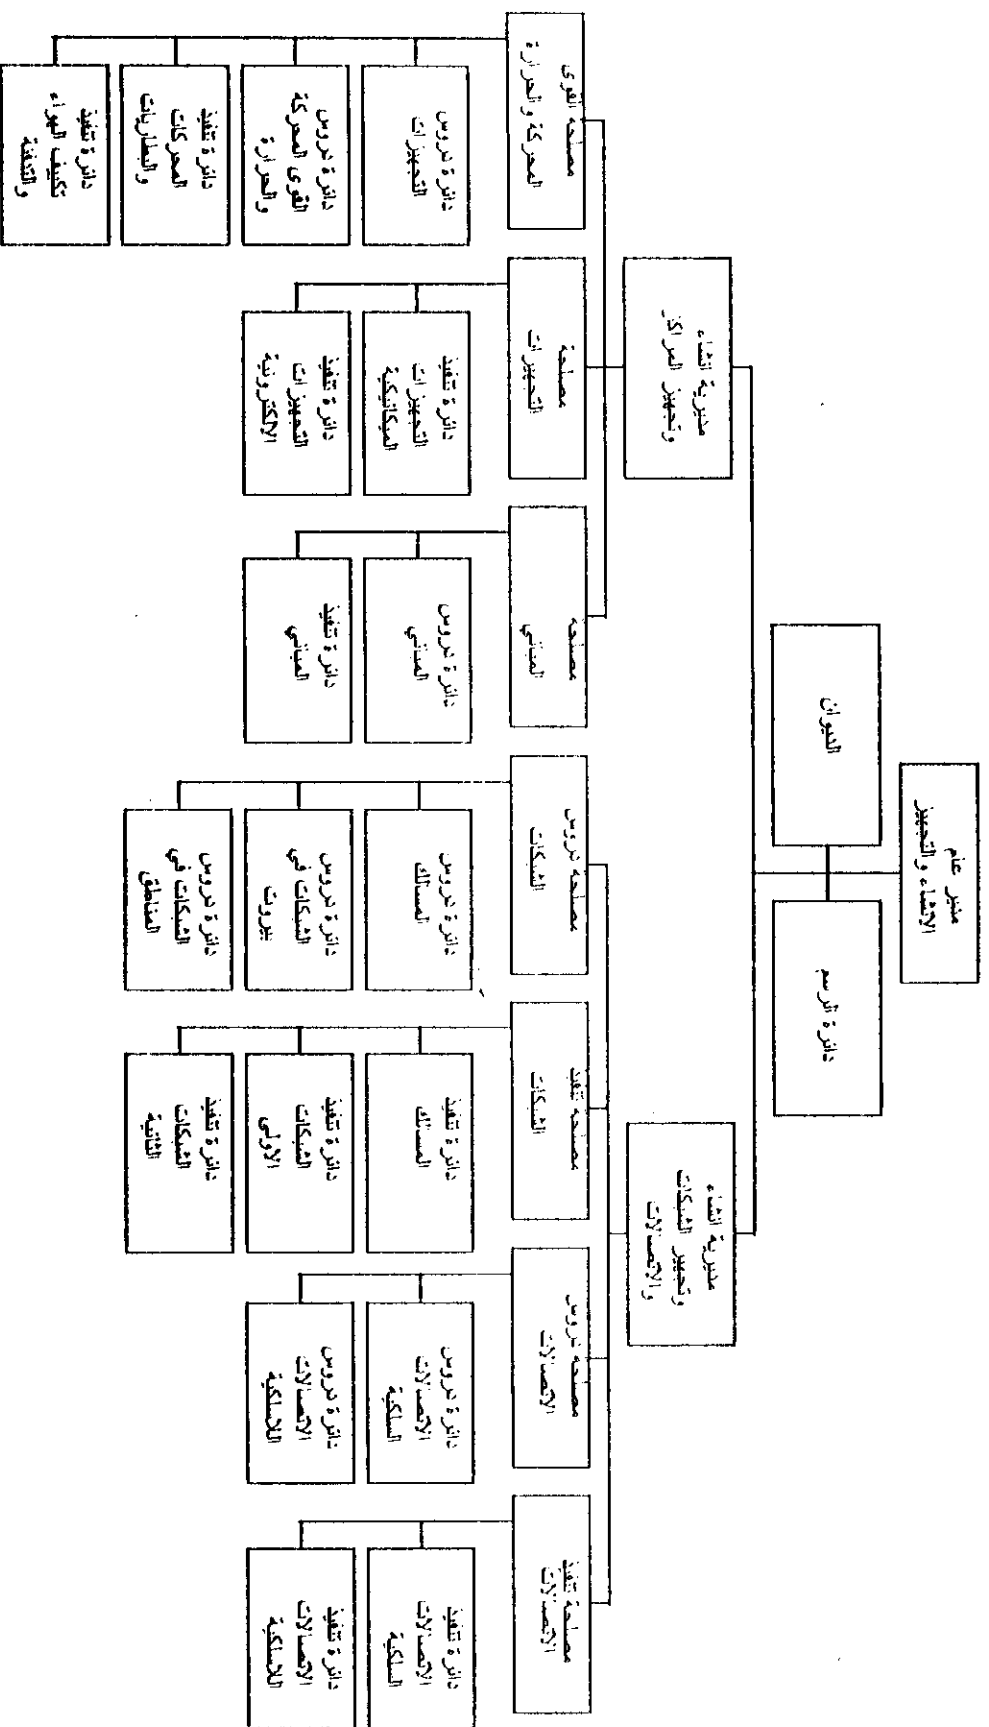 مدير عام
الانشاء والتجهيز
الديوان
دائرة الرسم
مديرية انشاء
وتجهيز المراكز
مديرية انشاء
وتجهيز الشبكات
والاتصالات
مصلحة القوى
المحركة والحرارة
دائرة دروس
التجهيزات
دائرة دروس
القوى المحركة
والحرارة
دائرة تنفيذ
المحركات
والبطاريات
دائرة تنفيذ
تكييف الهواء
والتدفئة
مصلحة
التجهيزات
دائرة تنفيذ
التجهيزات
الميكانيكية
دائرة تنفيذ
التجهيزات
الالكترونية
مصلحة
المباني
دائرة دروس
المباني
دائرة تنفيذ
المباني
مصلحة دروس
الشبكات
دائرة دروس
المسالك
دائرة دروس
الشبكات في
بيروت
دائرة دروس
الشبكات في
المناطق
مصلحة تنفيذ
الشبكات
دائرة تنفيذ
المسالك
دائرة تنفيذ
الشبكات
الاولى
دائرة تنفيذ
الشبكات
الثانية
مصلحة دروس
الاتصالات
دائرة دروس
الاتصالات
السلكية
دائرة دروس
الاتصالات
اللاسلكية
مصلحة تنفيذ
الاتصالات
دائرة تنفيذ
الاتصالات
السلكية
دائرة تنفيذ
الاتصالات
اللاسلكية